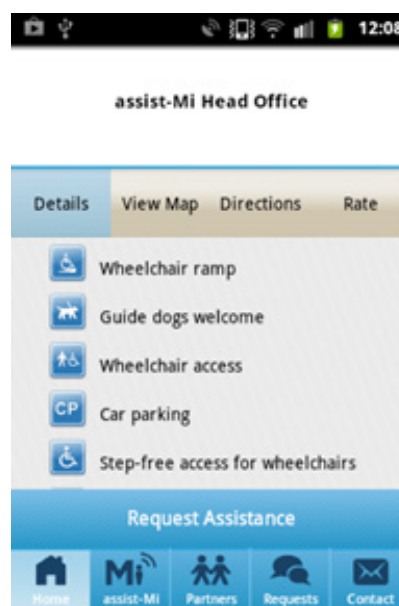 12:08
assist-Mi Head Office
Details View Map Directions Rate
Wheelchair ramp
Guide dogs welcome
Wheelchair access
CP Car parking
Step-free access for wheelchairs
Request Assistance
Mi
Home assist-Mi Partners Requests Contact